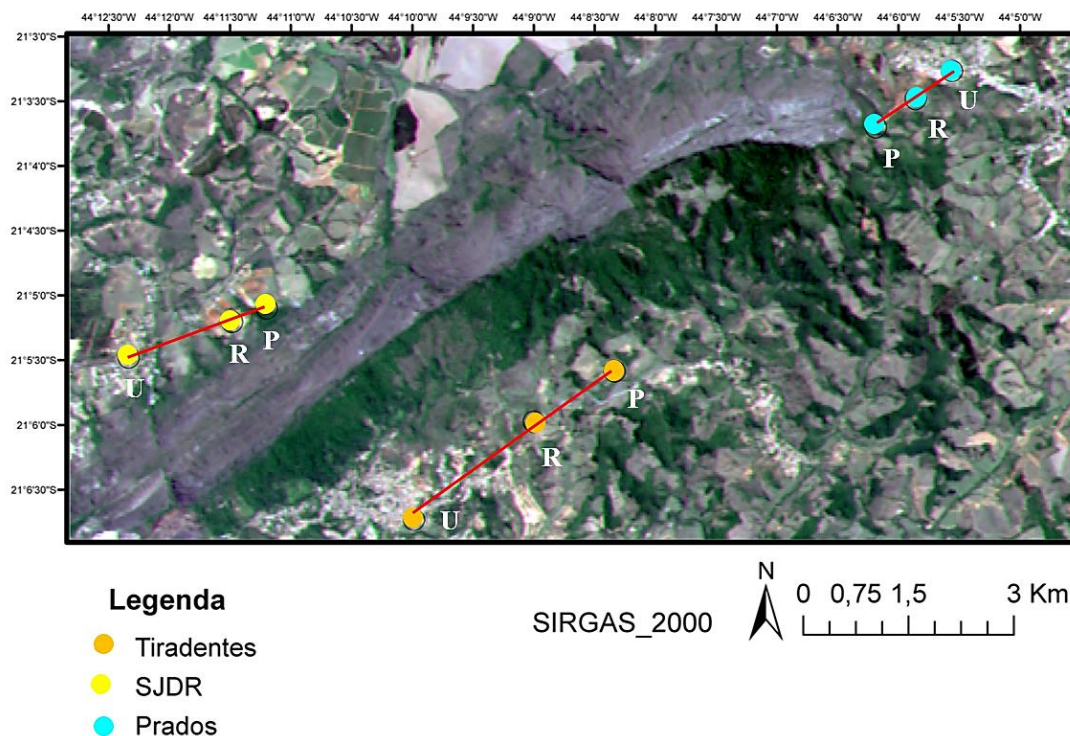 44°12'30"W 44°12'0"W 44°11'30"W 44°11'0"W 44°10'30"W 44°10'0"W 44°9'30"W 44°9'0"W 44°8'30"W 44°8'0"W 44°7'30"W 44°7'0"W 44°6'30"W 44°6'0"W 44°5'30"W 44°5'0"W
21°3'0"S
21°3'30"S
21°4'0"S
21°4'30"S
21°5'0"S
21°5'30"S
21°6'0"S
21°6'30"S
U
R
P
P
R
U
P
R
U
Legenda
Tiradentes
SJDR
Prados
SIRGAS_2000
N
0 0,75 1,5 3 Km